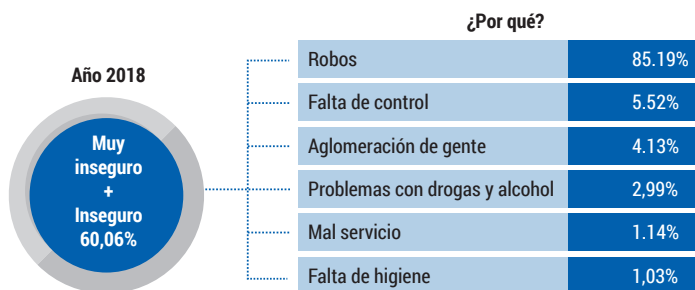 ¿Por qué?
Año 2018
Muy
inseguro
+
Inseguro
60,06%
Robos 85.19%
Falta de control 5.52%
Aglomeración de gente 4.13%
Problemas con drogas y alcohol 2,99%
Mal servicio 1.14%
Falta de higiene 1,03%